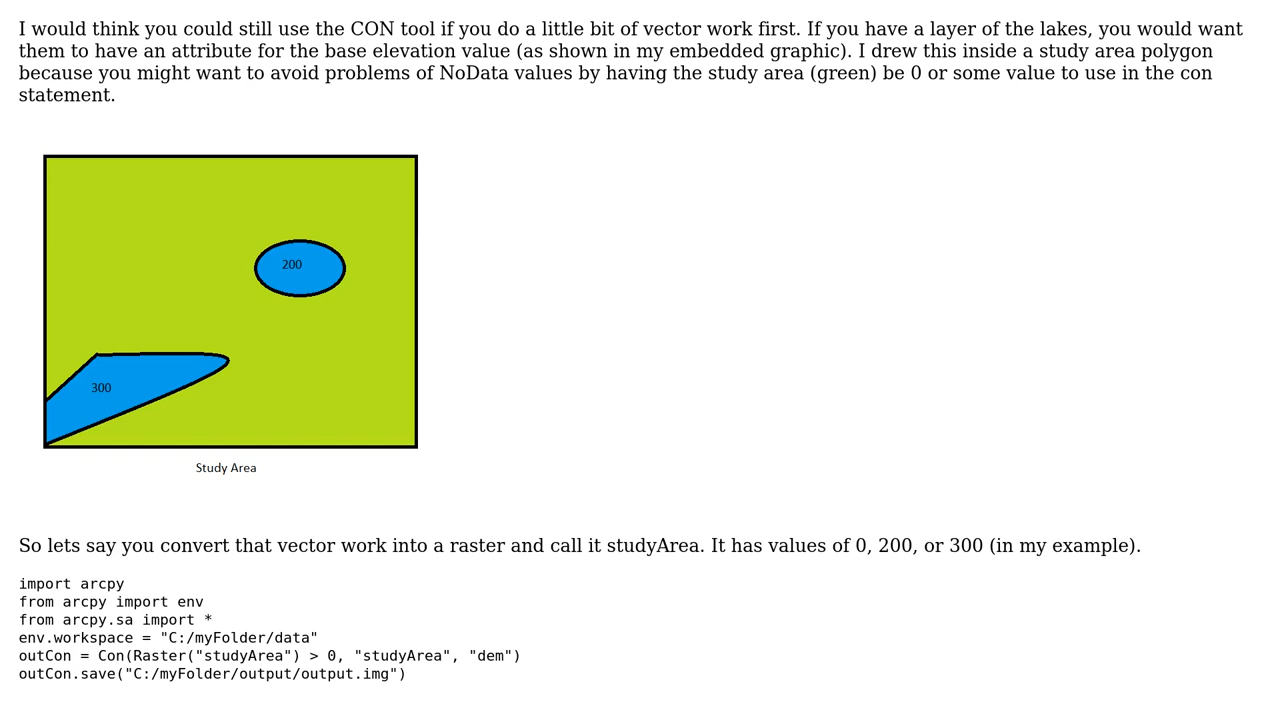 I would think you could still use the CON tool if you do a little bit of vector work first. If you have a layer of the lakes, you would want
them to have an attribute for the base elevation value (as shown in my embedded graphic). I drew this inside a study area polygon
because you might want to avoid problems of NoData values by having the study area (green) be 0 or some value to use in the con
statement.
200
300
Study Area
So lets say you convert that vector work into a raster and call it studyArea. It has values of 0, 200, or 300 (in my example).
import arcpy
from arcpy import env
from arcpy.sa import *
env.workspace = "C:/myFolder/data"
outCon = Con(Raster("studyArea") > 0, "studyArea", "dem")
outCon.save("C:/myFolder/output/output.img")